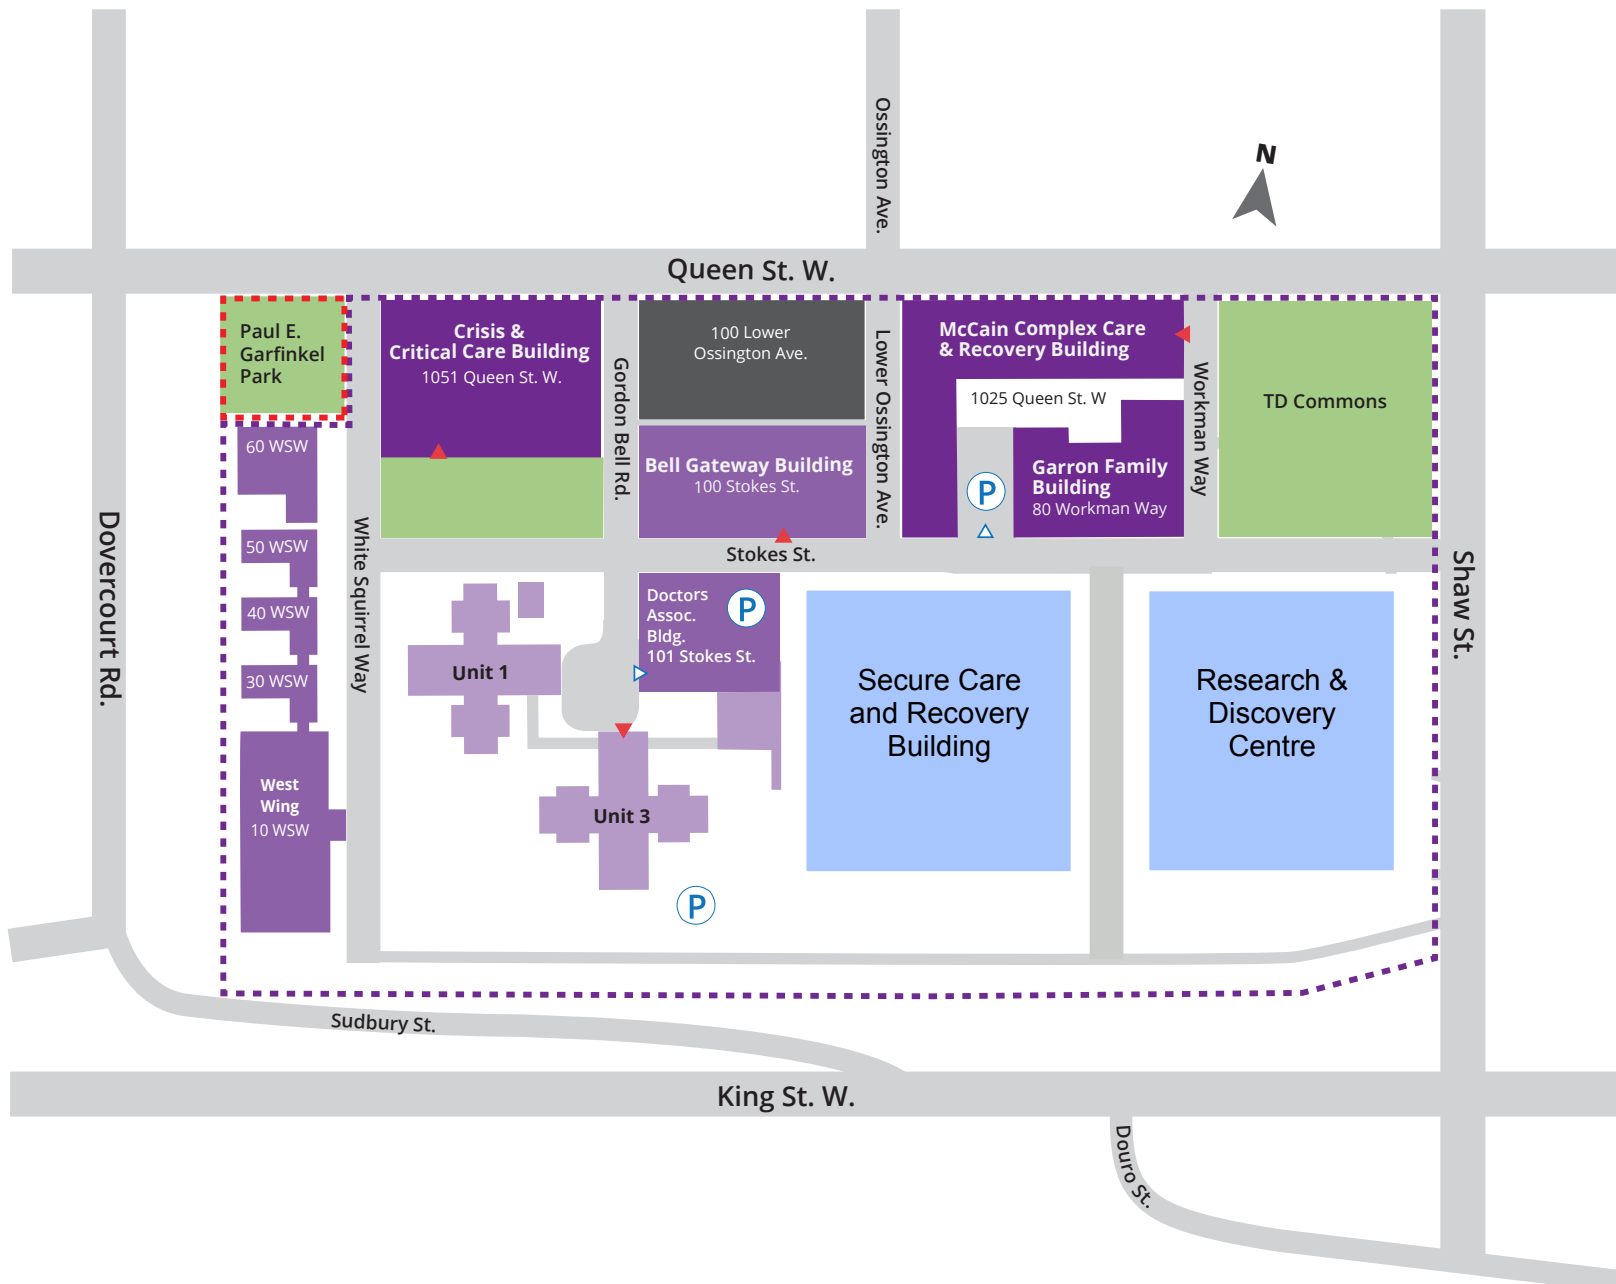 Ossington Ave.
N
Queen St. W.
Paul E.
Garfinkel
Park
Crisis &
Critical Care Building
1051 Queen St. W.
Gordon Bell Rd.
100 Lower
Ossington Ave.
Lower Ossington Ave.
McCain Complex Care
& Recovery Building
1025 Queen St. W
Workman Way
TD Commons
60 WSW
Bell Gateway Building
100 Stokes St.
P
Garron Family
Building
80 Workman Way
Dovercourt Rd.
50 WSW
White Squirrel Way
Stokes St.
Shaw St.
40 WSW
Doctors
Assoc.
Bldg.
101 Stokes St.
P
30 WSW
Unit 1
Secure Care
and Recovery
Building
Research &
Discovery
Centre
West
Wing
10 WSW
Unit 3
P
Sudbury St.
King St. W.
Douro St.